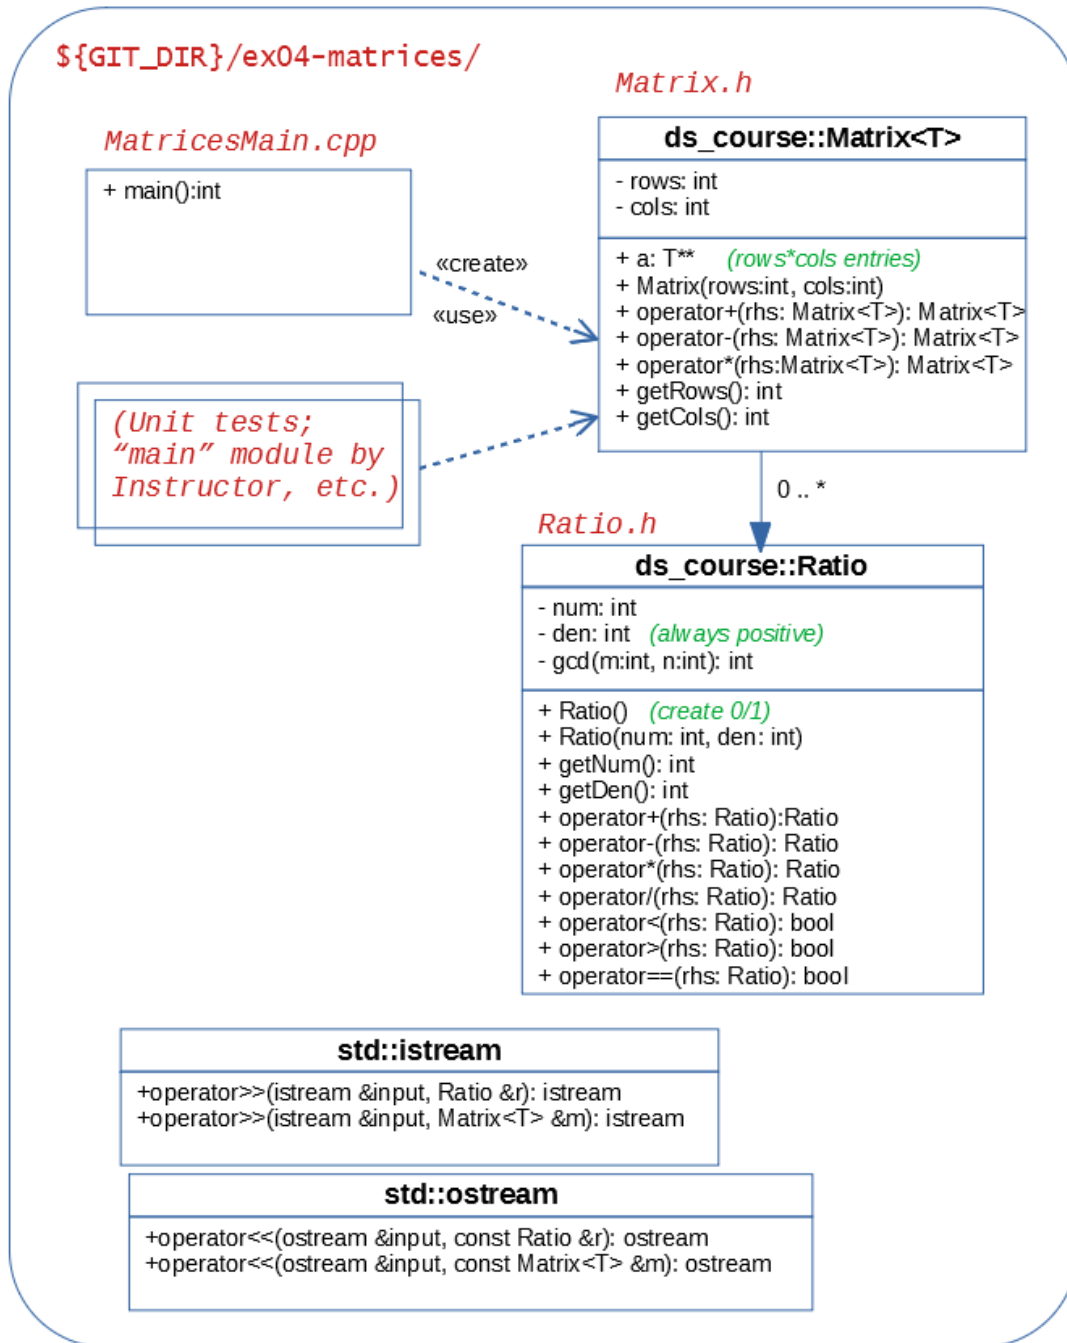 ${GIT_DIR}/ex04-matrices/
Matrix.h
MatricesMain.cpp
ds_course::Matrix<T>
+ main():int
- rows: int
- cols: int
«create»
«use»
+ a: T** (rows*cols entries)
+ Matrix(rows:int, cols:int)
+ operator+(rhs: Matrix<T>): Matrix<T>
+ operator-(rhs: Matrix<T>): Matrix<T>
+ operator*(rhs:Matrix<T>): Matrix<T>
+ getRows(): int
+ getCols(): int
(Unit tests;
“main” module by
Instructor, etc.)
0 .. *
Ratio.h
ds_course::Ratio
- num: int
- den: int (always positive)
- gcd(m:int, n:int): int
+ Ratio() (create 0/1)
+ Ratio(num: int, den: int)
+ getNum(): int
+ getDen(): int
+ operator+(rhs: Ratio):Ratio
+ operator-(rhs: Ratio): Ratio
+ operator*(rhs: Ratio): Ratio
+ operator/(rhs: Ratio): Ratio
+ operator<(rhs: Ratio): bool
+ operator>(rhs: Ratio): bool
+ operator==(rhs: Ratio): bool
std::istream
+operator>>(istream &input, Ratio &r): istream
+operator>>(istream &input, Matrix<T> &m): istream
std::ostream
+operator<<(ostream &input, const Ratio &r): ostream
+operator<<(ostream &input, const Matrix<T> &m): ostream